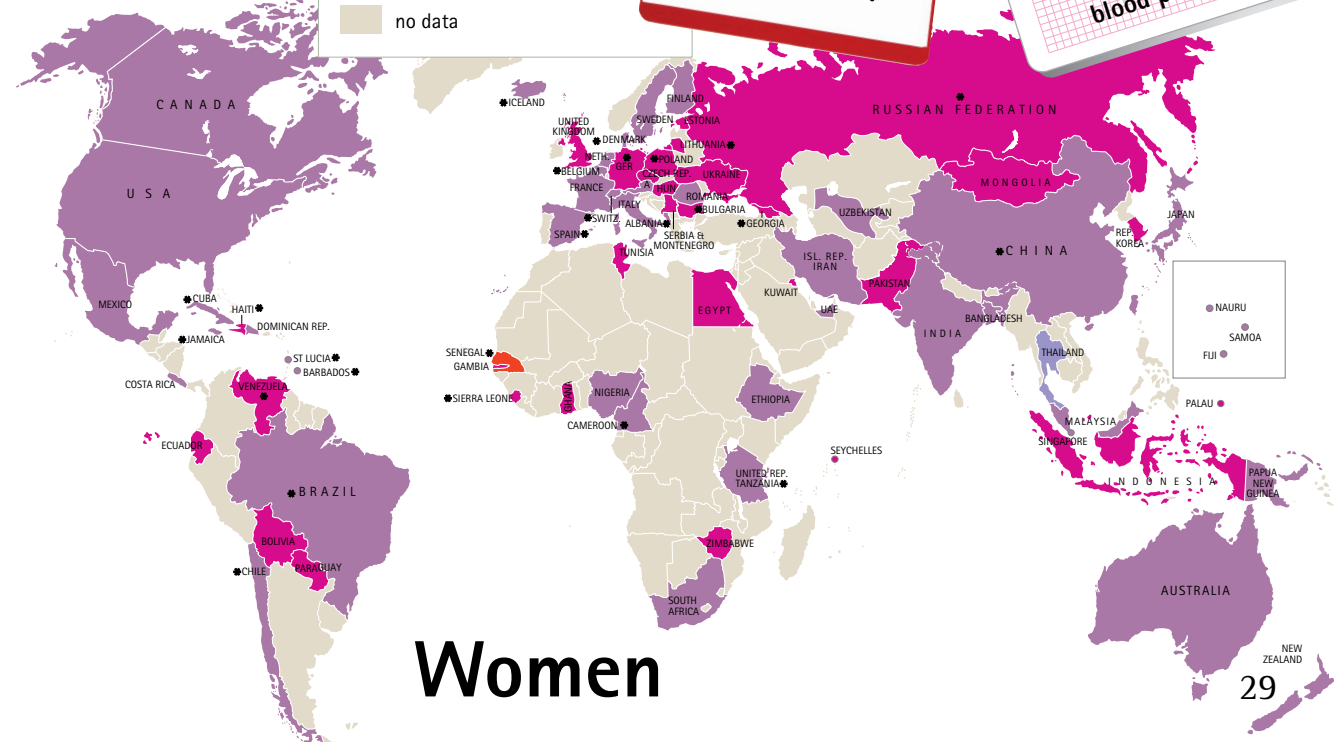 no data
blood
CANADA
USA
MEXICO
CUBA
HAITI
DOMINICAN REP.
JAMAICA
ST LUCIA
BARBADOS
COSTA RICA
VENEZUELA
ECUADOR
BRAZIL
BOLIVIA
PARAGUAY
CHILE
ICELAND
FINLAND
SWEDEN
ESTONIA
UNITED
KINGDOM
DENMARK
LITHUANIA
NETH.
GER
POLAND
BELGIUM
CZECH REP.
UKRAINE
FRANCE
A
HUN
ROMANIA
ITALY
SWITZ.
BULGARIA
SPAIN
ALBANIA
SERBIA &
MONTENEGRO
GEORGIA
TUNISIA
RUSSIAN FEDERATION
MONGOLIA
UZBEKISTAN
JAPAN
REP.
KOREA
CHINA
ISL. REP.
IRAN
PAKISTAN
KUWAIT
UAE
EGYPT
INDIA
BANGLADESH
THAILAND
NAURU
SAMOA
FIJI
PALAU
MALAYSIA
SINGAPORE
INDONESIA
PAPUA
NEW
GUINEA
SENEGAL
GAMBIA
SIERRA LEONE
GHANA
NIGERIA
CAMEROON
ETHIOPIA
SEYCHELLES
UNITED REP.
TANZANIA
ZIMBABWE
SOUTH
AFRICA
AUSTRALIA
NEW
ZEALAND
Women
29